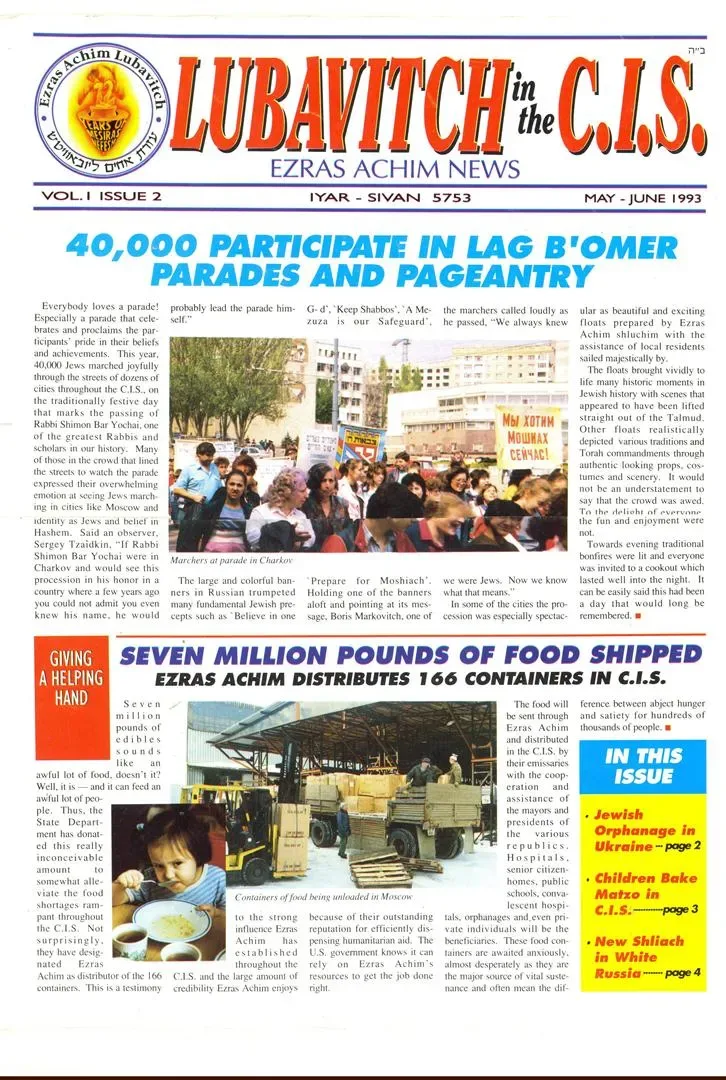 ב"ה
Ezras Achim Lubavitch
YEARS OF
MESIRAS
NEFESH
עזרת אחים ליובאוויטש
LUBAVITCH in the C.I.S.
EZRAS ACHIM NEWS
VOL.I ISSUE 2
IYAR - SIVAN 5753
MAY - JUNE 1993
40,000 PARTICIPATE IN LAG B'OMER
PARADES AND PAGEANTRY
Everybody loves a parade!
Especially a parade that cele-
brates and proclaims the par-
ticipants' pride in their beliefs
and achievements. This year,
40,000 Jews marched joyfully
through the streets of dozens of
cities throughout the C.I.S., on
the traditionally festive day
that marks the passing of
Rabbi Shimon Bar Yochai, one
of the greatest Rabbis and
scholars in our history. Many
of those in the crowd that lined
the streets to watch the parade
expressed their overwhelming
emotion at seeing Jews march-
ing in cities like Moscow and
identity as Jews and belief in
Hashem. Said an observer,
Sergey Tzaidkin, "If Rabbi
Shimon Bar Yochai were in
Charkov and would see this
procession in his honor in a
country where a few years ago
you could not admit you even
knew his name, he would
probably lead the parade him-
self."
МЫ ХОТИМ
МОШИАХ
СЕЙЧАС!
Marchers at parade in Charkov
The large and colorful ban-
ners in Russian trumpeted
many fundamental Jewish pre-
cepts such as `Believe in one
G- d', `Keep Shabbos', `A Me-
zuza is our Safeguard',
`Prepare for Moshiach'.
Holding one of the banners
aloft and pointing at its mes-
sage, Boris Markovitch, one of
the marchers called loudly as
he passed, "We always knew
we were Jews. Now we know
what that means."
In some of the cities the pro-
cession was especially spectac-
ular as beautiful and exciting
floats prepared by Ezras
Achim shluchim with the
assistance of local residents
sailed majestically by.
The floats brought vividly to
life many historic moments in
Jewish history with scenes that
appeared to have been lifted
straight out of the Talmud.
Other floats realistically
depicted various traditions and
Torah commandments through
authentic looking props, cos-
tumes and scenery. It would
not be an understatement to
say that the crowd was awed.
To the delight of everyone
the fun and enjoyment were
not.
Towards evening traditional
bonfires were lit and everyone
was invited to a cookout which
lasted well into the night. It
can be easily said this had been
a day that would long be
remembered.
GIVING
A HELPING
HAND
SEVEN MILLION POUNDS OF FOOD SHIPPED
EZRAS ACHIM DISTRIBUTES 166 CONTAINERS IN C.I.S.
Seven
million
pounds of
edibles
sounds
like an
awful lot of food, doesn't it?
Well, it is — and it can feed an
awful lot of peo-
ple. Thus, the
State Depart-
ment has donat-
ed this really
inconceivable
amount to
somewhat alle-
viate the food
shortages ram-
pant throughout
the C.I.S. Not
surprisingly,
they have desig-
nated Ezras
Achim as distributor of the 166
containers. This is a testimony
Containers of food being unloaded in Moscow
to the strong
influence Ezras
Achim has
established
throughout the
C.I.S. and the large amount of
credibility Ezras Achim enjoys
because of their outstanding
reputation for efficiently dis-
pensing humanitarian aid. The
U.S. government knows it can
rely on Ezras Achim's
resources to get the job done
right.
The food will
be sent through
Ezras Achim
and distributed
in the C.I.S. by
their emissaries
with the coop-
eration and
assistance of
the mayors and
presidents of
the various
republics.
Hospitals,
senior citizen-
homes, public
schools, conva-
lescent hospi-
tals, orphanages and even pri-
vate individuals will be the
beneficiaries. These food con-
tainers are awaited anxiously,
almost desperately as they are
the major source of vital suste-
nance and often mean the dif-
ference between abject hunger
and satiety for hundreds of
thousands of people.
IN THIS
ISSUE
• Jewish
Orphanage in
Ukraine -- page 2
• Children Bake
Matzo in
C.I.S.----------page 3
• New Shliach
in White
Russia ------- page 4